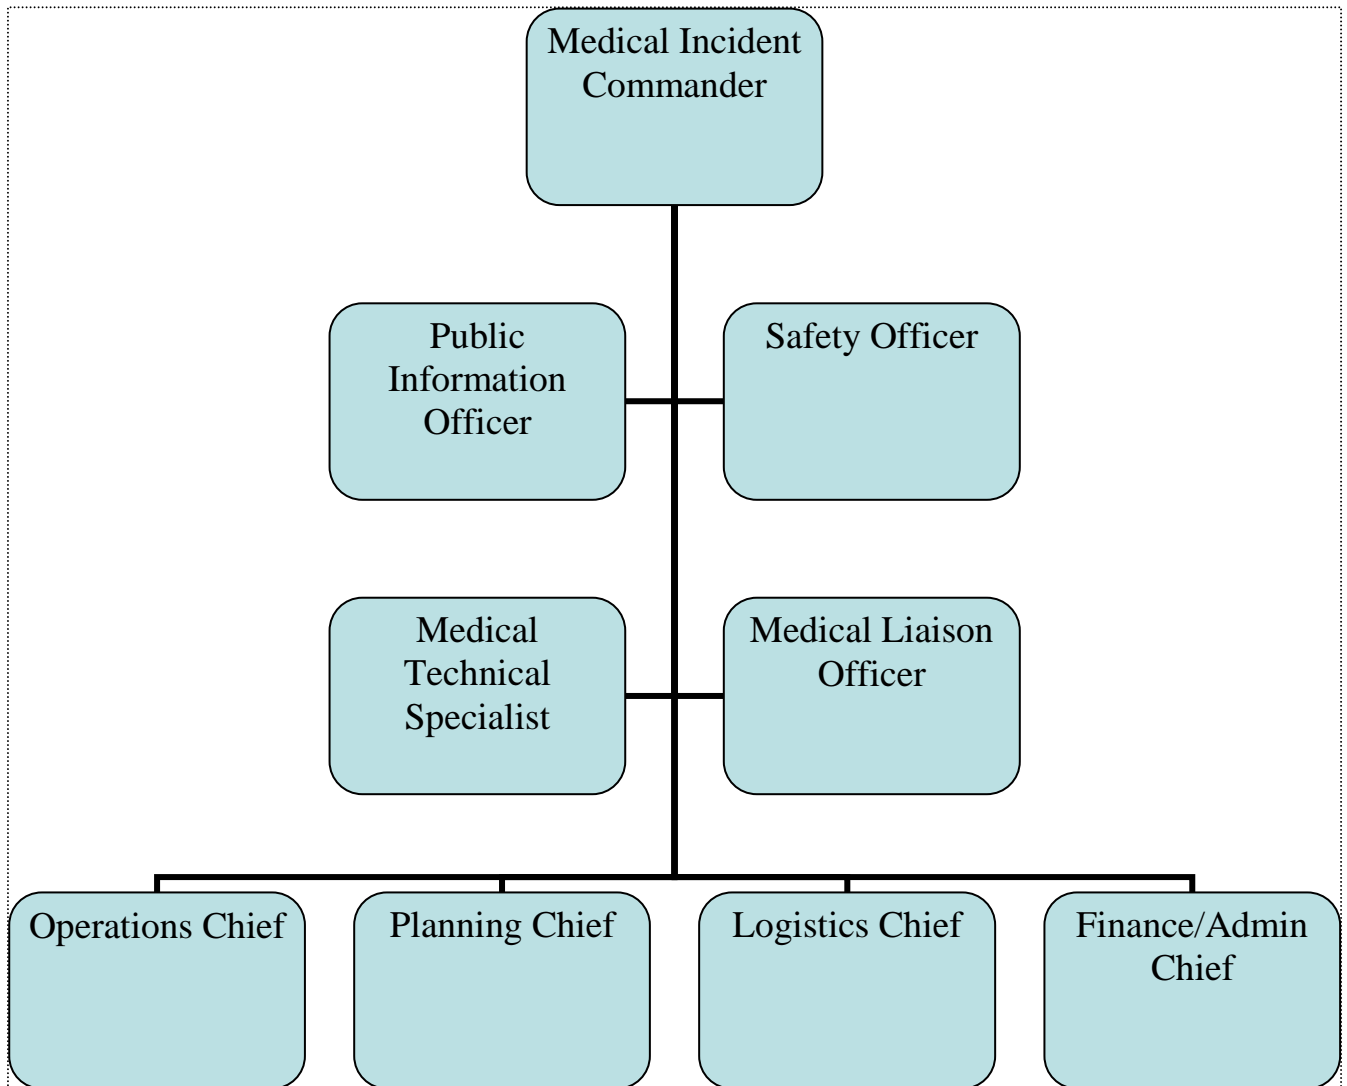 Medical Incident
Commander
Public
Information
Officer
Safety Officer
Medical
Technical
Specialist
Medical Liaison
Officer
Operations Chief
Planning Chief
Logistics Chief
Finance/Admin
Chief